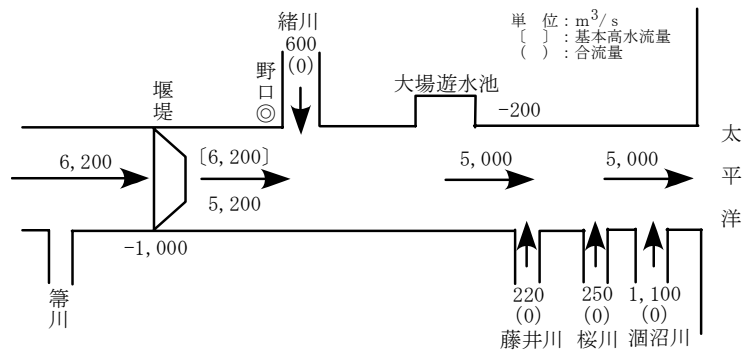 単 位：m³/s
〔　〕：基本高水流量
（　）：合流量
緒川
600
(0)
野口
◎
堰堤
大場遊水池
-200
太平洋
6,200
〔6,200〕
5,200
5,000
5,000
-1,000
箒川
220
(0)
藤井川
250
(0)
桜川
1,100
(0)
涸沼川